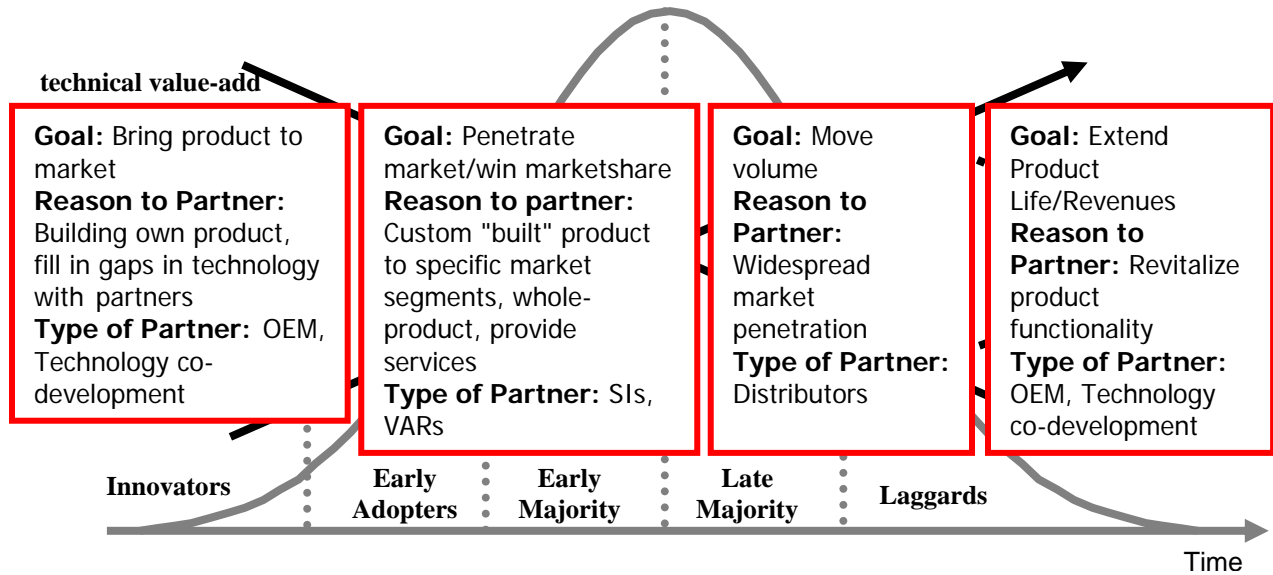 technical value-add
Goal: Bring product to
market
Reason to Partner:
Building own product,
fill in gaps in technology
with partners
Type of Partner: OEM,
Technology co-
development
Goal: Penetrate
market/win marketshare
Reason to partner:
Custom "built" product
to specific market
segments, whole-
product, provide
services
Type of Partner: SIs,
VARs
Goal: Move
volume
Reason to
Partner:
Widespread
market
penetration
Type of Partner:
Distributors
Goal: Extend
Product
Life/Revenues
Reason to
Partner: Revitalize
product
functionality
Type of Partner:
OEM, Technology
co-development
Innovators
Early
Adopters
Early
Majority
Late
Majority
Laggards
Time